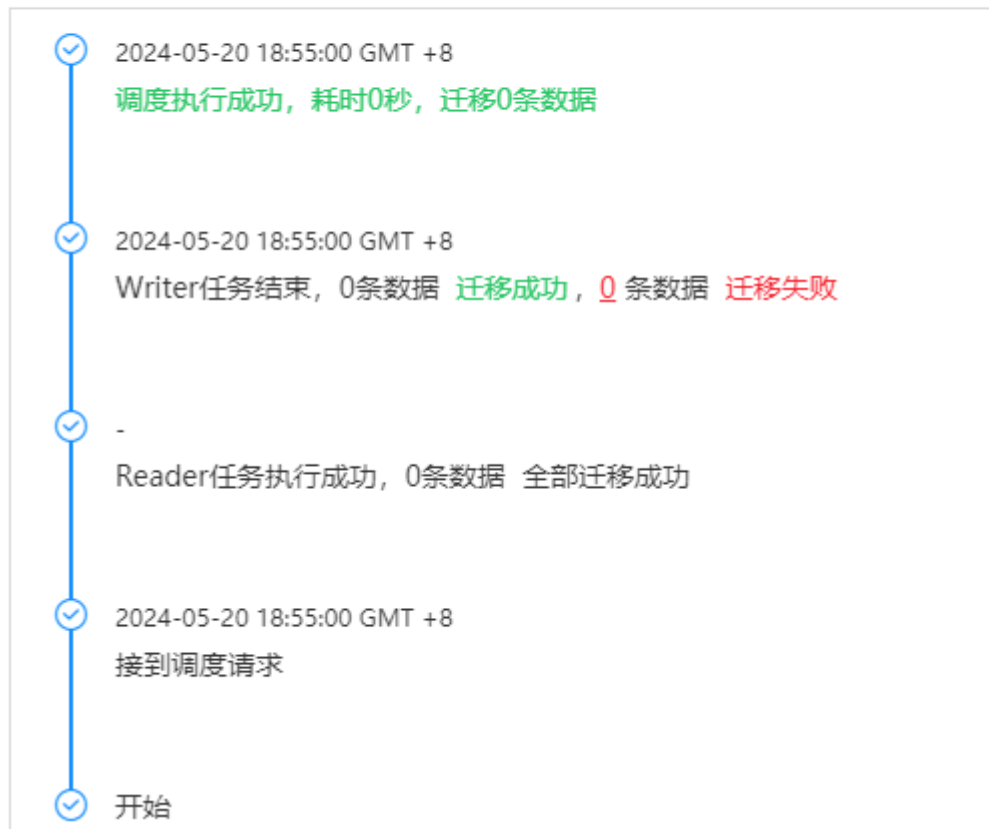 2024-05-20 18:55:00 GMT +8
调度执行成功，耗时0秒，迁移0条数据
2024-05-20 18:55:00 GMT +8
Writer任务结束，0条数据 迁移成功 ，0 条数据 迁移失败
-
Reader任务执行成功，0条数据 全部迁移成功
2024-05-20 18:55:00 GMT +8
接到调度请求
开始